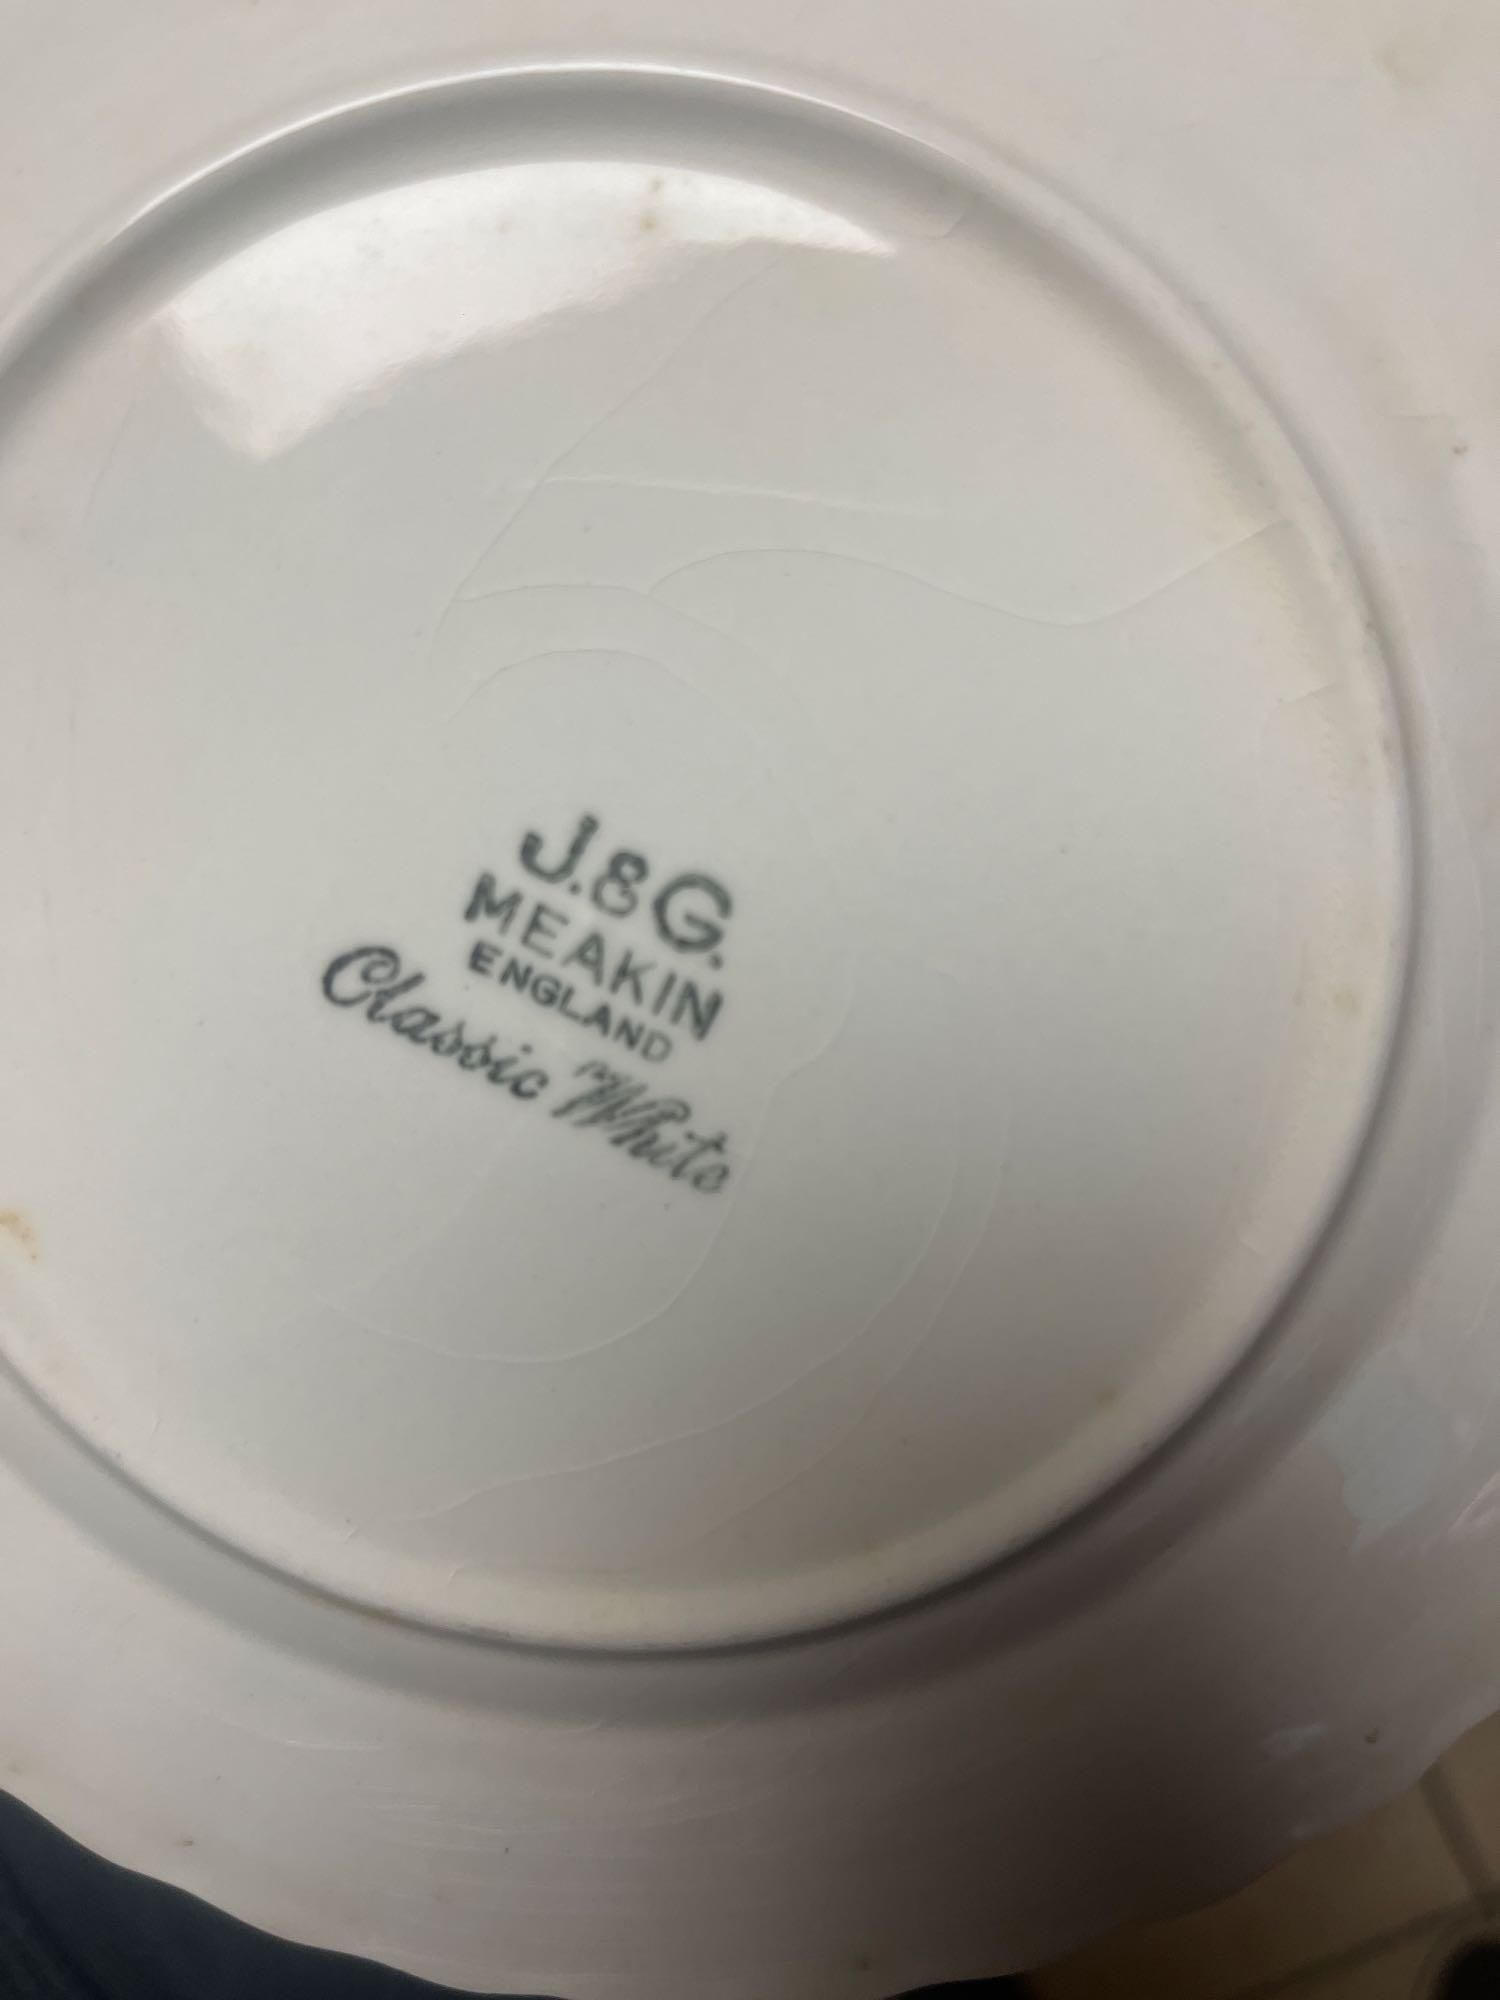 J.&G.
MEAKIN
ENGLAND
Classic White